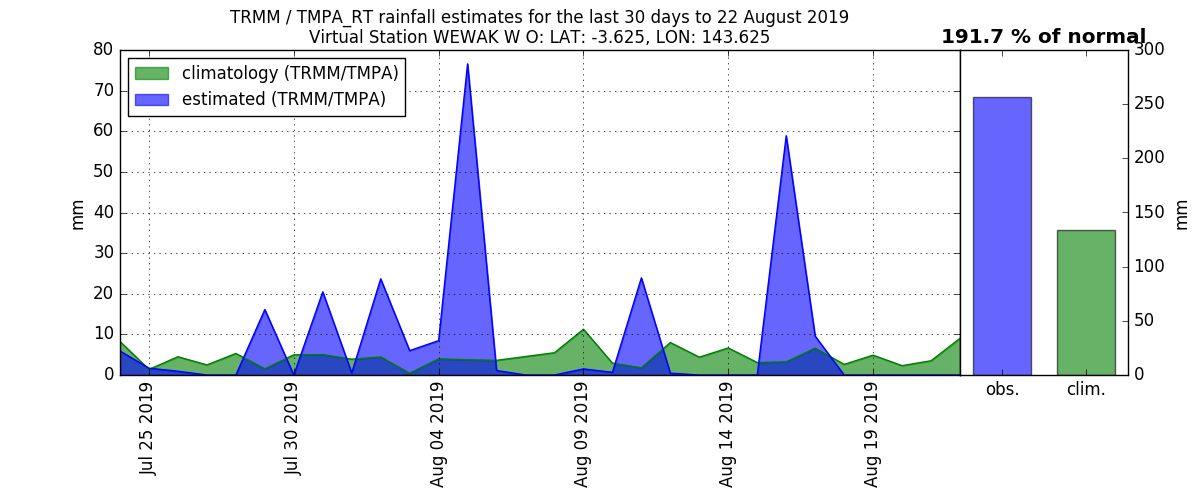 TRMM / TMPA_RT rainfall estimates for the last 30 days to 22 August 2019
Virtual Station WEWAK W O: LAT: -3.625, LON: 143.625
191.7 % of normal
climatology (TRMM/TMPA)
estimated (TRMM/TMPA)
mm
80
70
60
50
40
30
20
10
0
Jul 25 2019
Jul 30 2019
Aug 04 2019
Aug 09 2019
Aug 14 2019
Aug 19 2019
300
250
200
150
100
50
0
mm
obs.
clim.